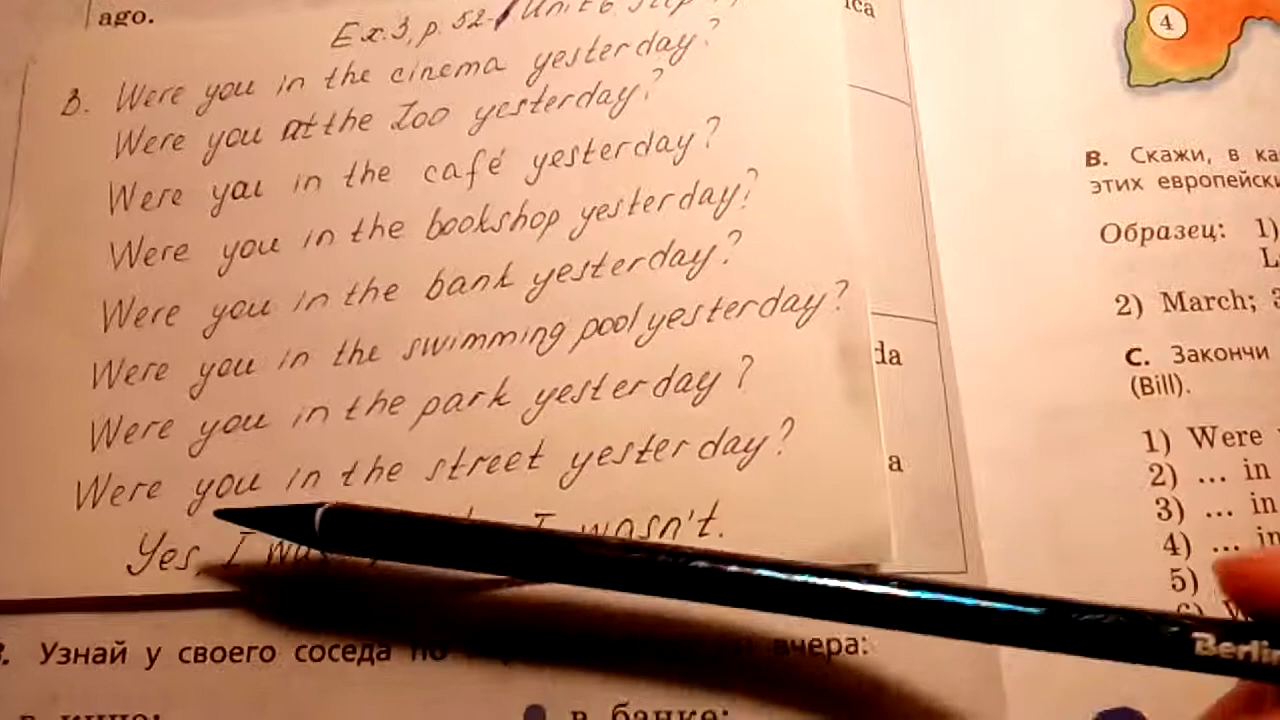 ago.
Ex. 3, p. 52- Unit 6
B. Were you in the cinema yesterday?
Were you at the Zoo yesterday?
Were you in the café yesterday?
Were you in the bookshop yesterday?
Were you in the bank yesterday?
Were you in the swimming pool yesterday?
Were you in the park yesterday?
Were you in the street yesterday?
Yes, I I wasn't.
Узнай у своего соседа вчера:
в банке:
ica
da
a
4
B. Скажи, в
этих
Образец: 1)
2) March;
C. Закончи
(Bill).
1) Were
2) ... in
3) ... in
4) ... in
5)
Berlin